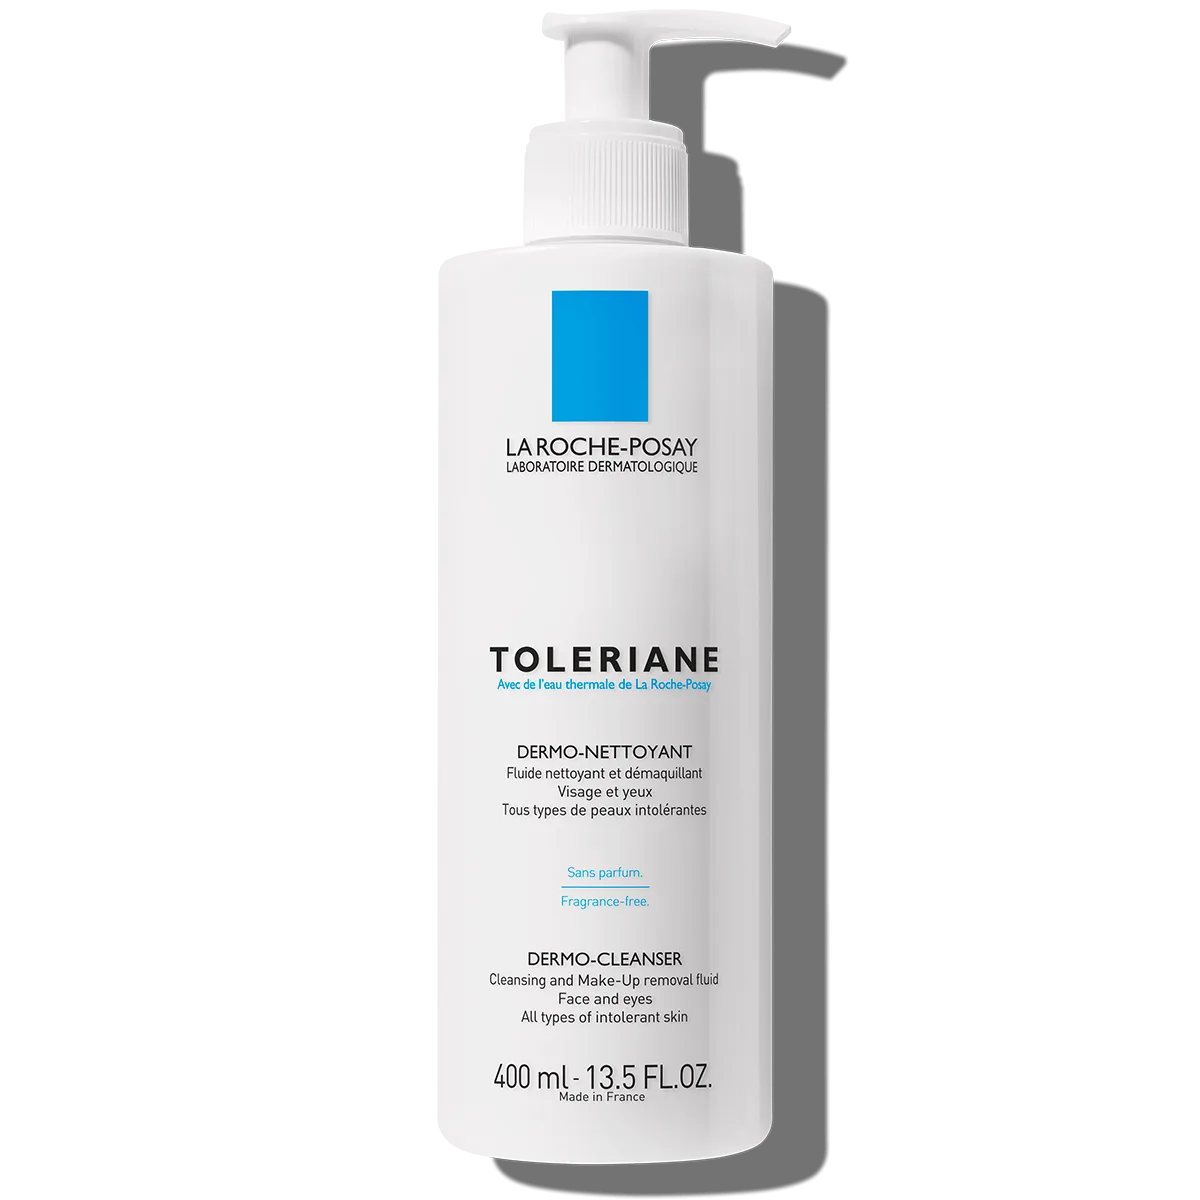 LA ROCHE-POSAY
LABORATOIRE DERMATOLOGIQUE
TOLERIANE
Avec de l'eau thermale de La Roche-Posay
DERMO-NETTOYANT
Fluide nettoyant et démaquillant
Visage et yeux
Tous types de peaux intolérantes
Sans parfum.
Fragrance-free.
DERMO-CLEANSER
Cleansing and Make-Up removal fluid
Face and eyes
All types of intolerant skin
400 ml - 13.5 FL.OZ.
Made in France